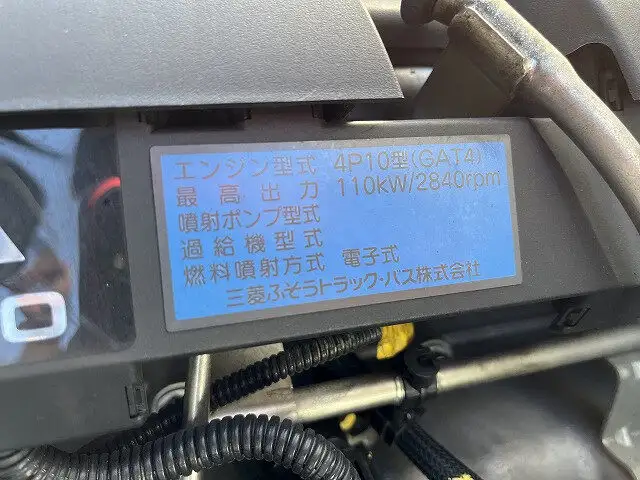 エンジン型式 4P10型(GAT4)
最高出力 110kW/2840rpm
噴射ポンプ型式
過給機型式
燃料噴射方式 電子式
三菱ふそうトラック・バス株式会社